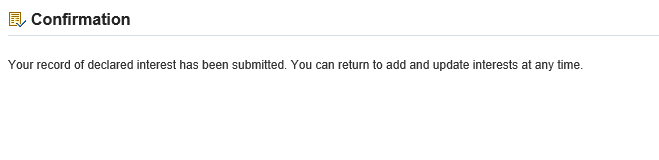 Confirmation
Your record of declared interest has been submitted. You can return to add and update interests at any time.